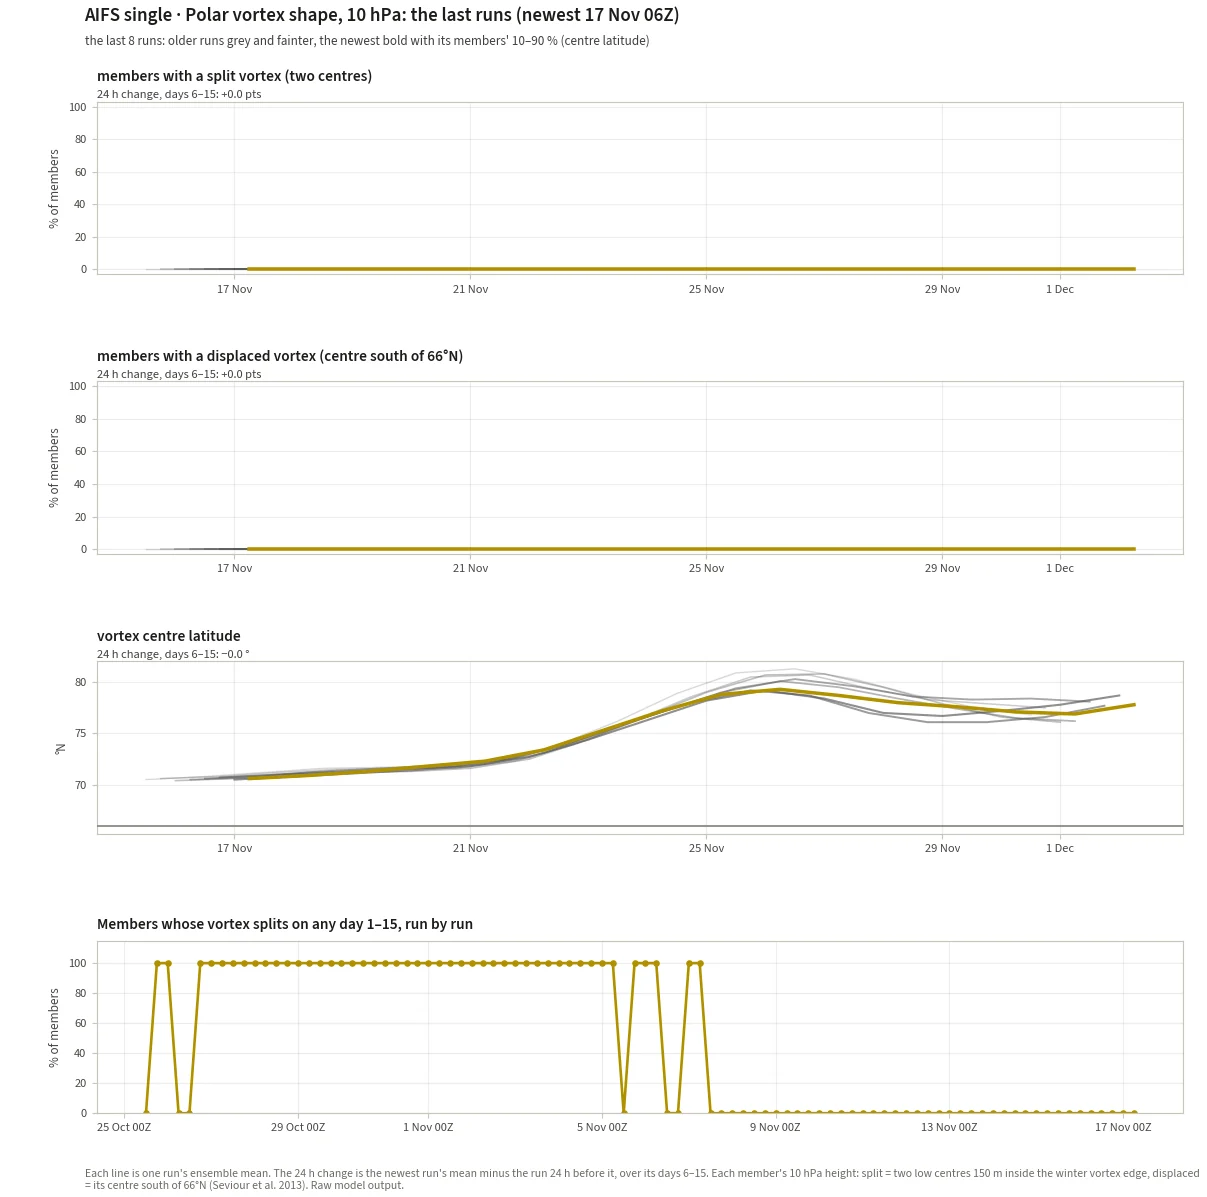 AIFS single · Polar vortex shape, 10 hPa: the last runs (newest 17 Nov 06Z)
the last 8 runs: older runs grey and fainter, the newest bold with its members' 10–90 % (centre latitude)
members with a split vortex (two centres)
24 h change, days 6–15: +0.0 pts
100
80
60
40
20
0
% of members
17 Nov
21 Nov
25 Nov
29 Nov
1 Dec
members with a displaced vortex (centre south of 66°N)
24 h change, days 6–15: +0.0 pts
100
80
60
40
20
0
% of members
17 Nov
21 Nov
25 Nov
29 Nov
1 Dec
vortex centre latitude
24 h change, days 6–15: −0.0 °
80
75
70
°N
17 Nov
21 Nov
25 Nov
29 Nov
1 Dec
Members whose vortex splits on any day 1–15, run by run
100
80
60
40
20
0
% of members
25 Oct 00Z
29 Oct 00Z
1 Nov 00Z
5 Nov 00Z
9 Nov 00Z
13 Nov 00Z
17 Nov 00Z
Each line is one run's ensemble mean. The 24 h change is the newest run's mean minus the run 24 h before it, over its days 6–15. Each member's 10 hPa height: split = two low centres 150 m inside the winter vortex edge, displaced
= its centre south of 66°N (Seviour et al. 2013). Raw model output.